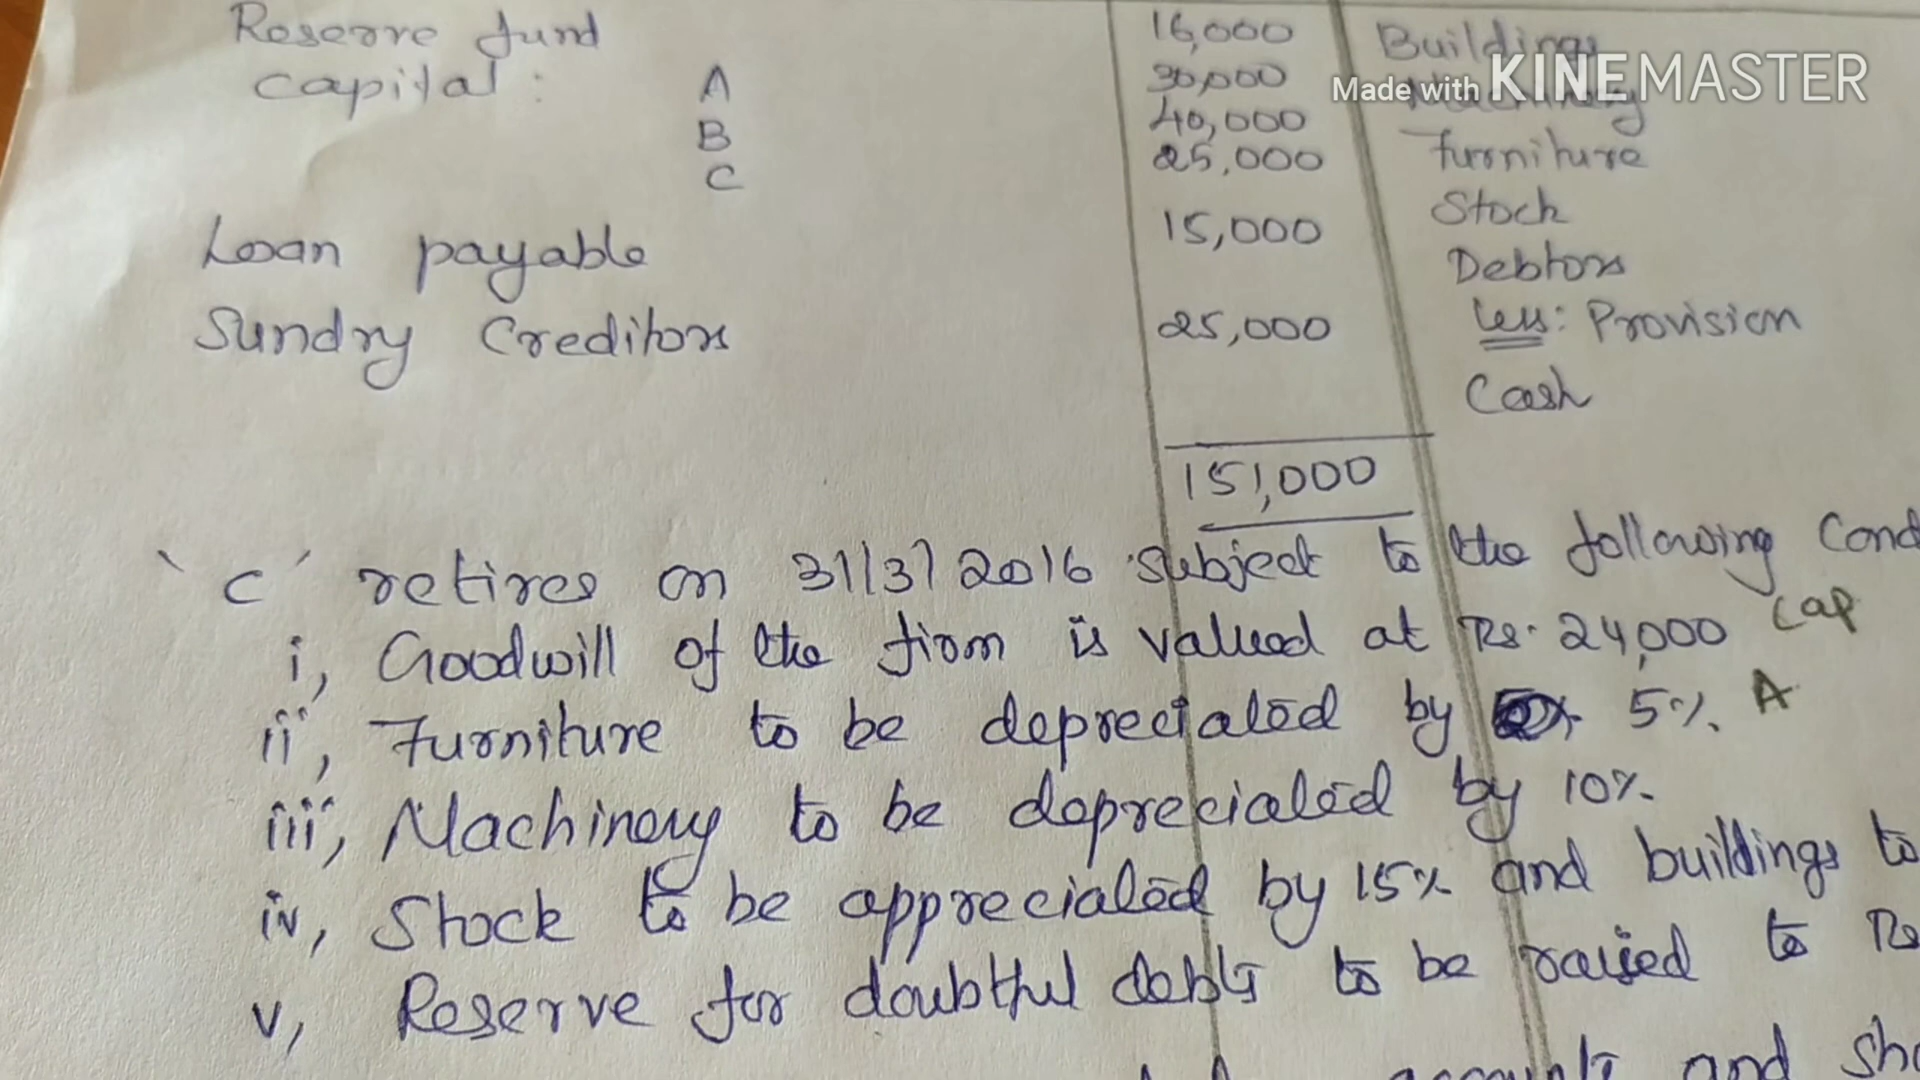 Reserve fund 16,000 Buildings
Made with KINEMASTER
capital: A 30,000 Machinery
B 40,000 Furniture
C 25,000
Stock
Loan payable 15,000
Debtors
Sundry Creditors 25,000 Less: Provision
Cash
151,000
'C' retires on 31/3/2016 subject to the following Cond
i, Goodwill of the firm is valued at Rs. 24,000 Cap
ii, Furniture to be depreciated by 5% A
iii, Machinery to be depreciated by 10%
iv, Stock to be appreciated by 15% and buildings to
v, Reserve for doubtful debts to be raised to Rs
and sho